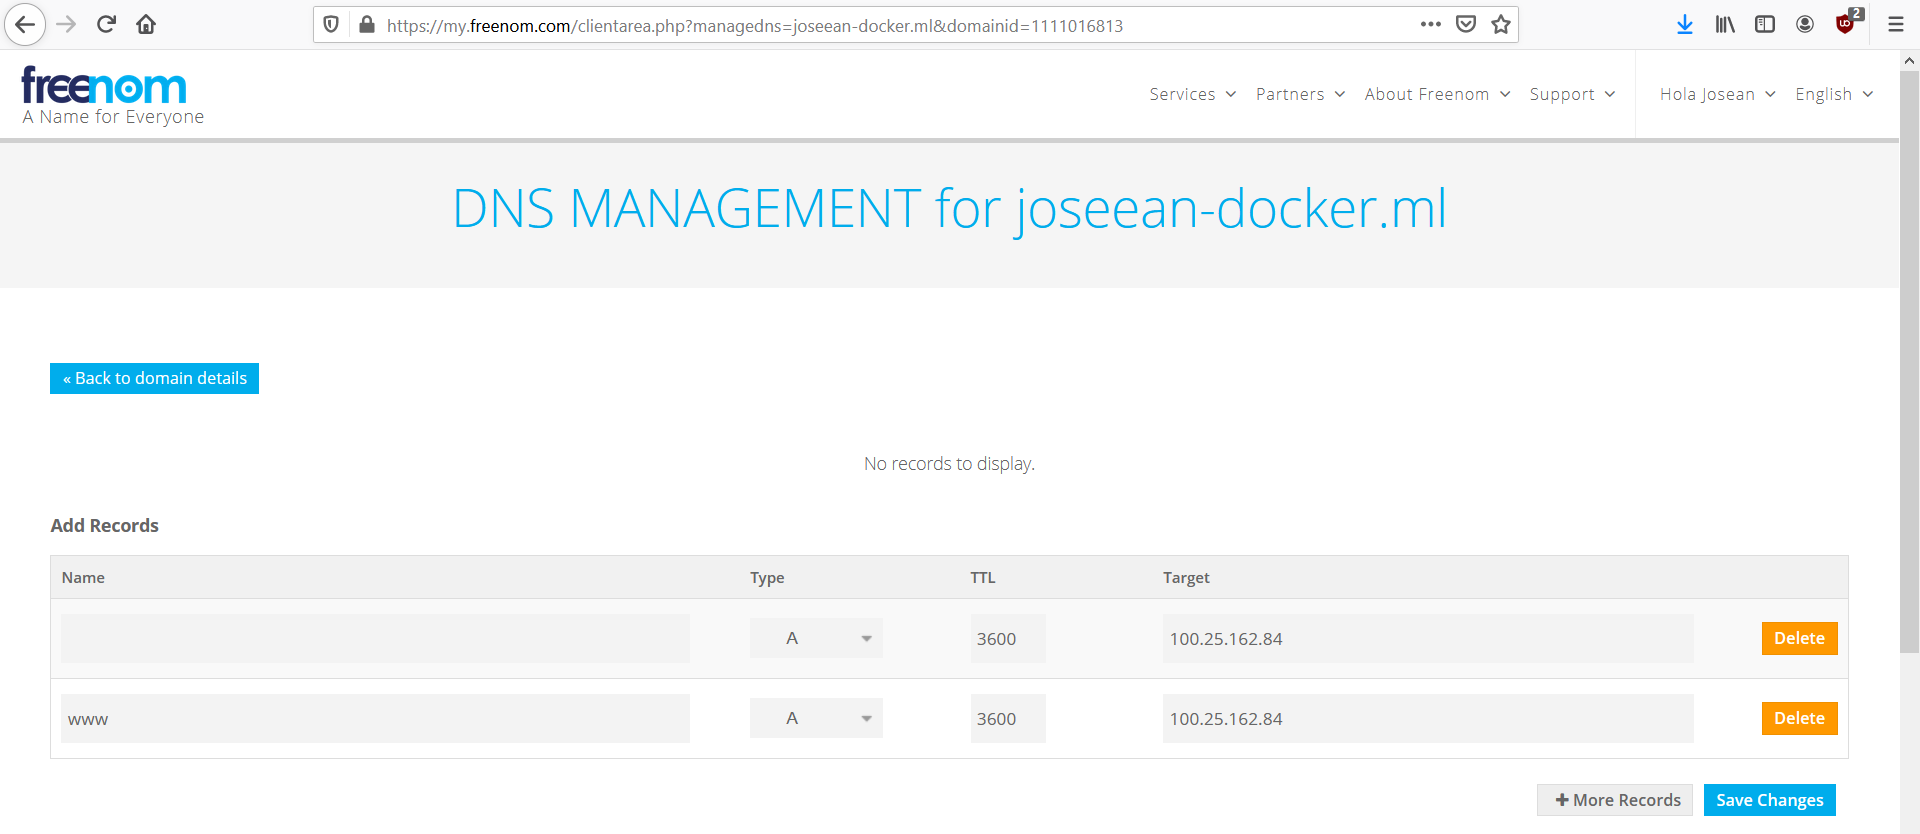 https://my.freenom.com/clientarea.php?managedns=joseean-docker.ml&domainid=1111016813
2
freenom
A Name for Everyone
Services Partners About Freenom Support Hola Josean English
DNS MANAGEMENT for joseean-docker.ml
« Back to domain details
No records to display.
Add Records
Name Type TTL Target
A 3600 100.25.162.84 Delete
www A 3600 100.25.162.84 Delete
+ More Records Save Changes